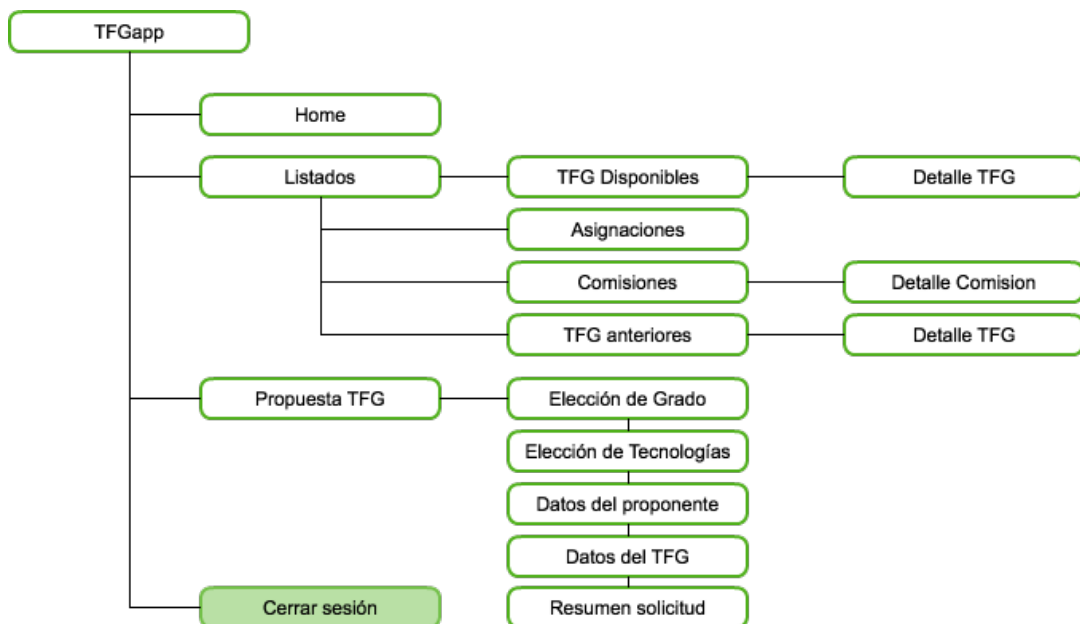 TFGapp
Home
Listados
TFG Disponibles
Detalle TFG
Asignaciones
Comisiones
Detalle Comision
TFG anteriores
Detalle TFG
Propuesta TFG
Elección de Grado
Elección de Tecnologías
Datos del proponente
Datos del TFG
Cerrar sesión
Resumen solicitud